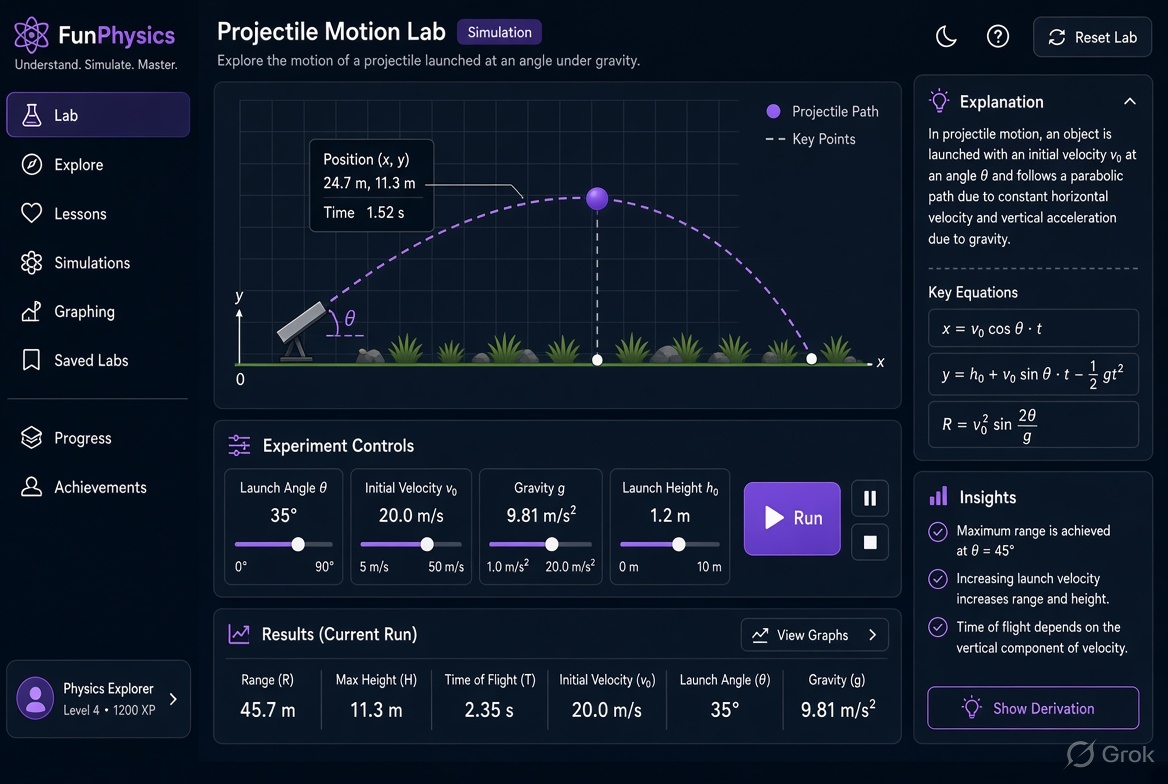 FunPhysics
Understand. Simulate. Master.
Lab
Explore
Lessons
Simulations
Graphing
Saved Labs
Progress
Achievements
Physics Explorer
Level 4 • 1200 XP
Projectile Motion Lab
Simulation
Explore the motion of a projectile launched at an angle under gravity.
Reset Lab
Projectile Path
Key Points
Position (x, y)
24.7 m, 11.3 m
Time 1.52 s
y
θ
x
0
Experiment Controls
Launch Angle θ
35°
0° 90°
Initial Velocity v₀
20.0 m/s
5 m/s 50 m/s
Gravity g
9.81 m/s²
1.0 m/s² 20.0 m/s²
Launch Height h₀
1.2 m
0 m 10 m
Run
Results (Current Run)
View Graphs
Range (R)
45.7 m
Max Height (H)
11.3 m
Time of Flight (T)
2.35 s
Initial Velocity (v₀)
20.0 m/s
Launch Angle (θ)
35°
Gravity (g)
9.81 m/s²
Explanation
In projectile motion, an object is
launched with an initial velocity v₀ at
an angle θ and follows a parabolic
path due to constant horizontal
velocity and vertical acceleration
due to gravity.
Key Equations
x = v₀ cos θ · t
y = h₀ + v₀ sin θ · t − 1/2 gt²
R = v₀² sin 2θ/g
Insights
Maximum range is achieved
at θ = 45°
Increasing launch velocity
increases range and height.
Time of flight depends on the
vertical component of velocity.
Show Derivation
Grok